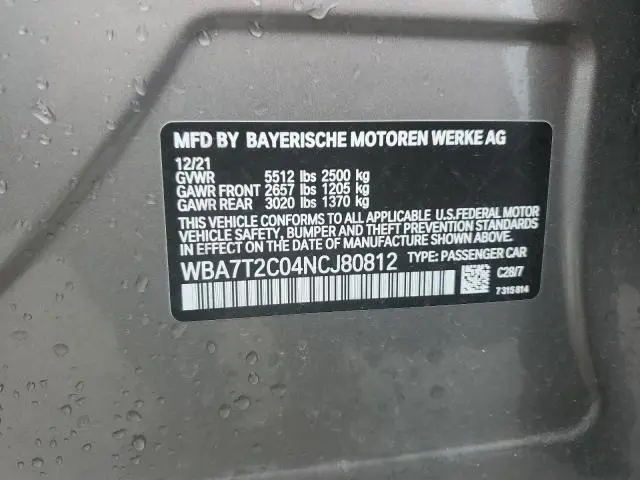 MFD BY BAYERISCHE MOTOREN WERKE AG
12/21
GVWR 5512 lbs 2500 kg
GAWR FRONT 2657 lbs 1205 kg
GAWR REAR 3020 lbs 1370 kg
THIS VEHICLE CONFORMS TO ALL APPLICABLE U.S.FEDERAL MOTOR
VEHICLE SAFETY, BUMPER AND THEFT PREVENTION STANDARDS
IN EFFECT ON THE DATE OF MANUFACTURE SHOWN ABOVE.
WBA7T2C04NCJ80812 TYPE: PASSENGER CAR
C28/7
7315814